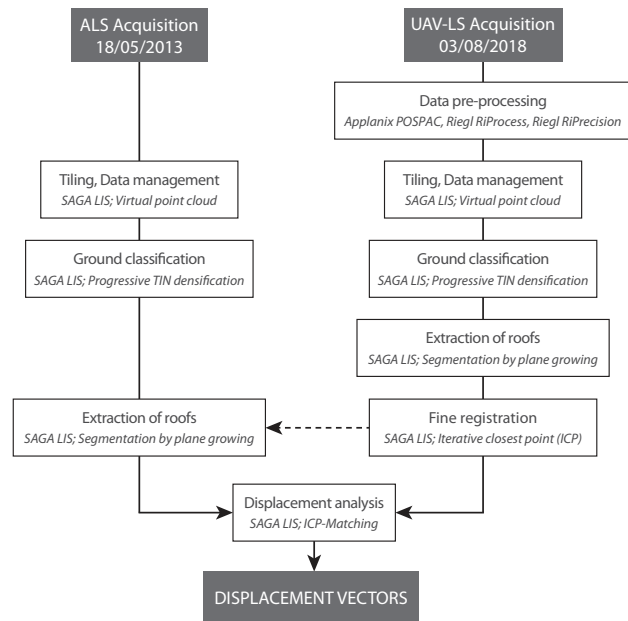 ALS Acquisition
18/05/2013
UAV-LS Acquisition
03/08/2018
Data pre-processing
Applanix POSPAC, Riegl RiProcess, Riegl RiPrecision
Tiling, Data management
SAGA LIS; Virtual point cloud
Tiling, Data management
SAGA LIS; Virtual point cloud
Ground classification
SAGA LIS; Progressive TIN densification
Ground classification
SAGA LIS; Progressive TIN densification
Extraction of roofs
SAGA LIS; Segmentation by plane growing
Extraction of roofs
SAGA LIS; Segmentation by plane growing
Fine registration
SAGA LIS; Iterative closest point (ICP)
Displacement analysis
SAGA LIS; ICP-Matching
DISPLACEMENT VECTORS